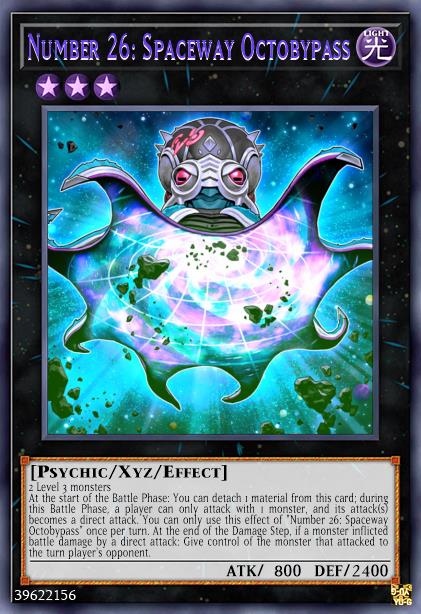 NUMBER 26: SPACEWAY OCTOBYPASS
LIGHT
光
26
[PSYCHIC/XYZ/EFFECT]
2 Level 3 monsters
At the start of the Battle Phase: You can detach 1 material from this card; during
this Battle Phase, a player can only attack with 1 monster, and its attack(s)
becomes a direct attack. You can only use this effect of "Number 26: Spaceway
Octobypass" once per turn. At the end of the Damage Step, if a monster inflicted
battle damage by a direct attack: Give control of the monster that attacked to
the turn player's opponent.
ATK/ 800 DEF/2400
39622156